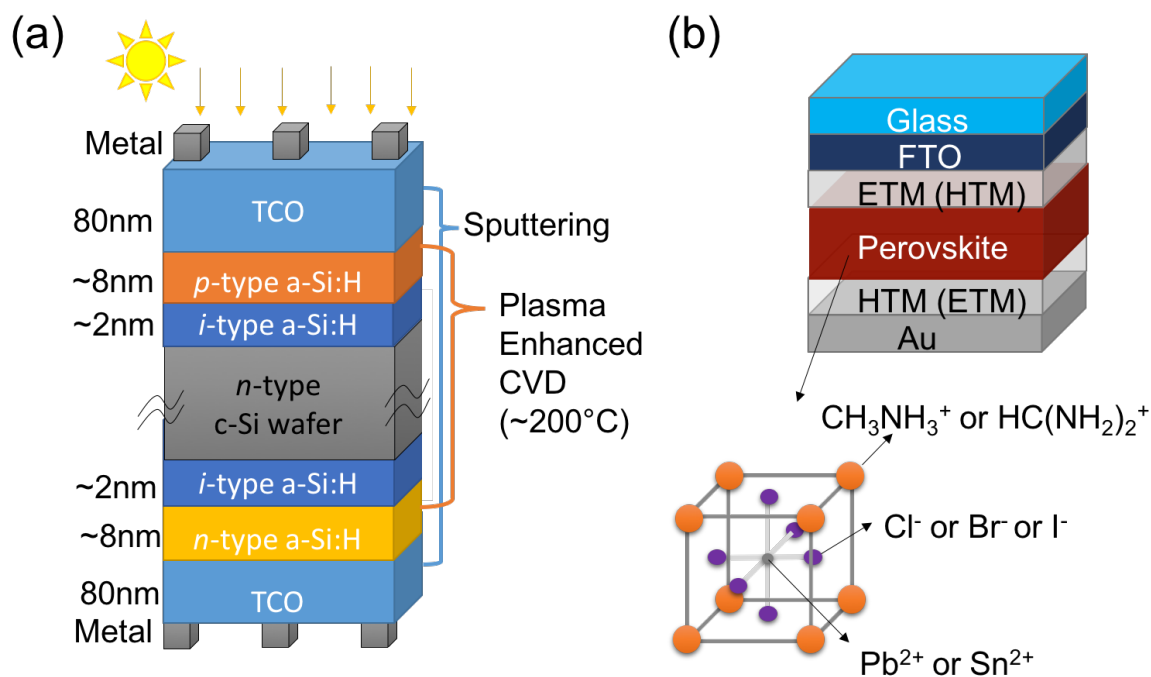 (a)
Metal
80nm
TCO
Sputtering
~8nm
p-type a-Si:H
~2nm
i-type a-Si:H
Plasma
Enhanced
CVD
(~200°C)
n-type
c-Si wafer
~2nm
i-type a-Si:H
~8nm
n-type a-Si:H
80nm
TCO
Metal
(b)
Glass
FTO
ETM (HTM)
Perovskite
HTM (ETM)
Au
CH₃NH₃⁺ or HC(NH₂)₂⁺
Cl⁻ or Br⁻ or I⁻
Pb²⁺ or Sn²⁺